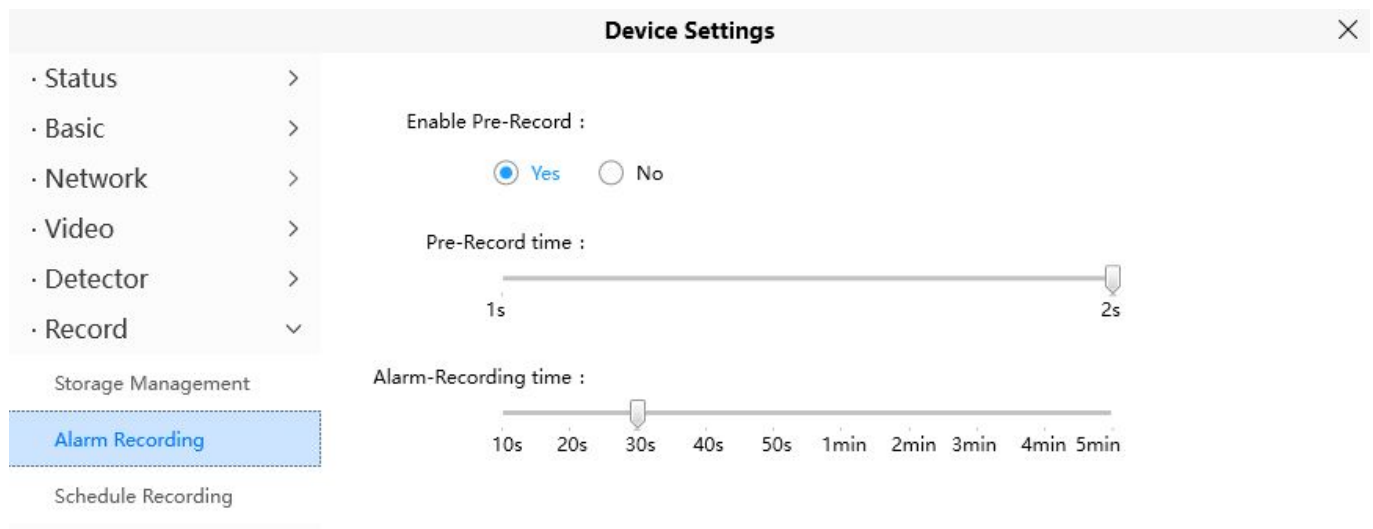 Device Settings
· Status
· Basic
· Network
· Video
· Detector
· Record
Storage Management
Alarm Recording
Schedule Recording
Enable Pre-Record :
Yes No
Pre-Record time :
1s 2s
Alarm-Recording time :
10s 20s 30s 40s 50s 1min 2min 3min 4min 5min